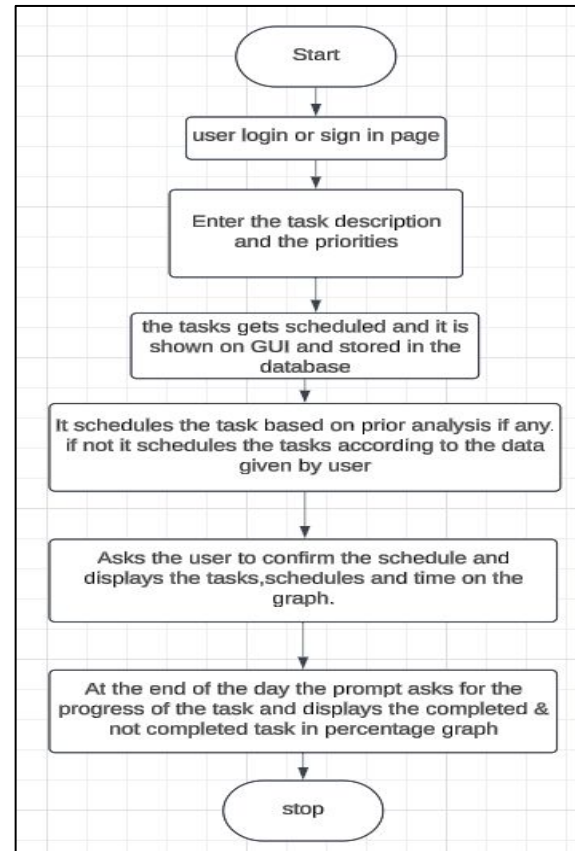 Start
user login or sign in page
Enter the task description
and the priorities
the tasks gets scheduled and it is
shown on GUI and stored in the
database
It schedules the task based on prior analysis if any.
if not it schedules the tasks according to the data
given by user
Asks the user to confirm the schedule and
displays the tasks,schedules and time on the
graph.
At the end of the day the prompt asks for the
progress of the task and displays the completed &
not completed task in percentage graph
stop